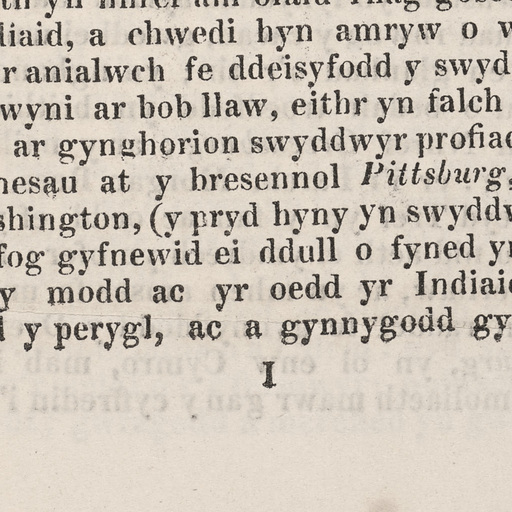 liaid, a chwedi hyn amryw o
r anialwch fe ddeisyfodd y swyd
wyni ar bob llaw, eithr yn falch
ar gynghorion swyddwyr profiad
nesau at y bresennol Pittsburg,
shington, (y pryd hyny yn swyddw
fog gyfnewid ei ddull o fyned yn
y modd ac yr oedd yr Indiaid
y perygl, ac a gynnygodd gy
I